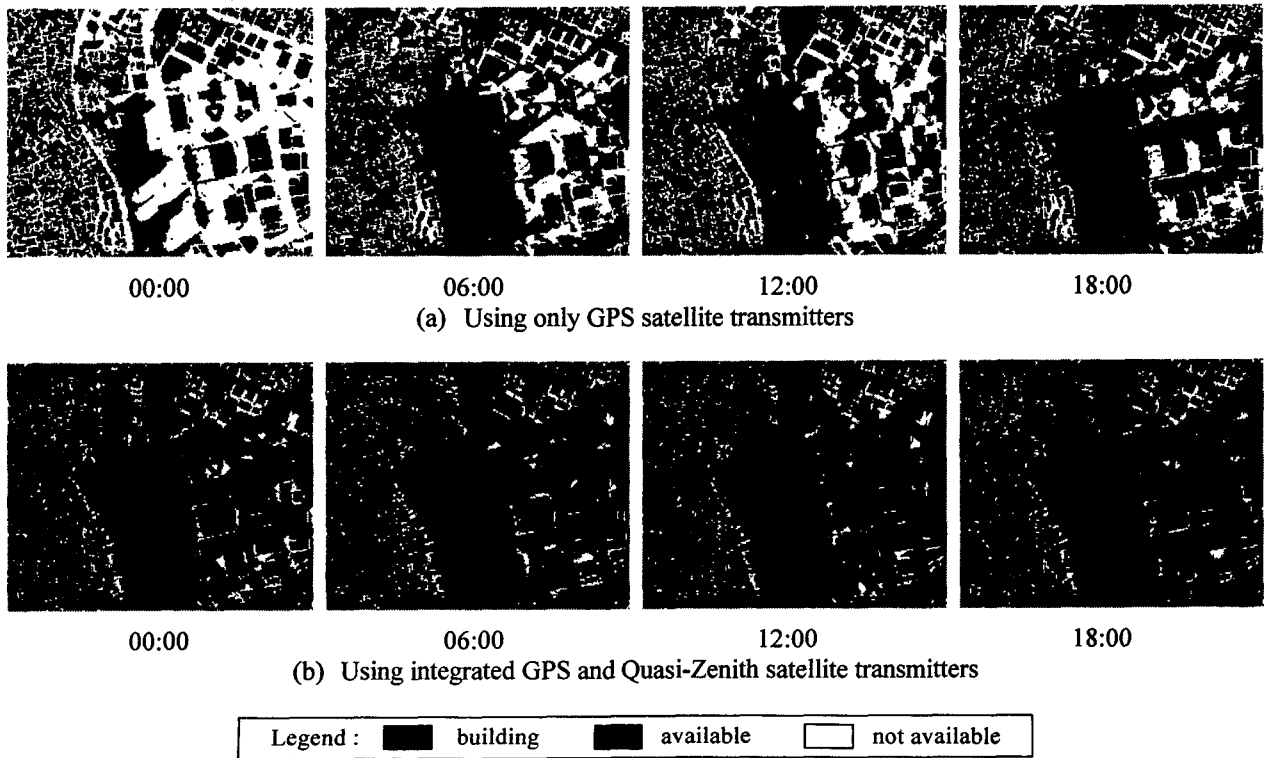 00:00 06:00 12:00 18:00
(a) Using only GPS satellite transmitters
00:00 06:00 12:00 18:00
(b) Using integrated GPS and Quasi-Zenith satellite transmitters
Legend : building available not available